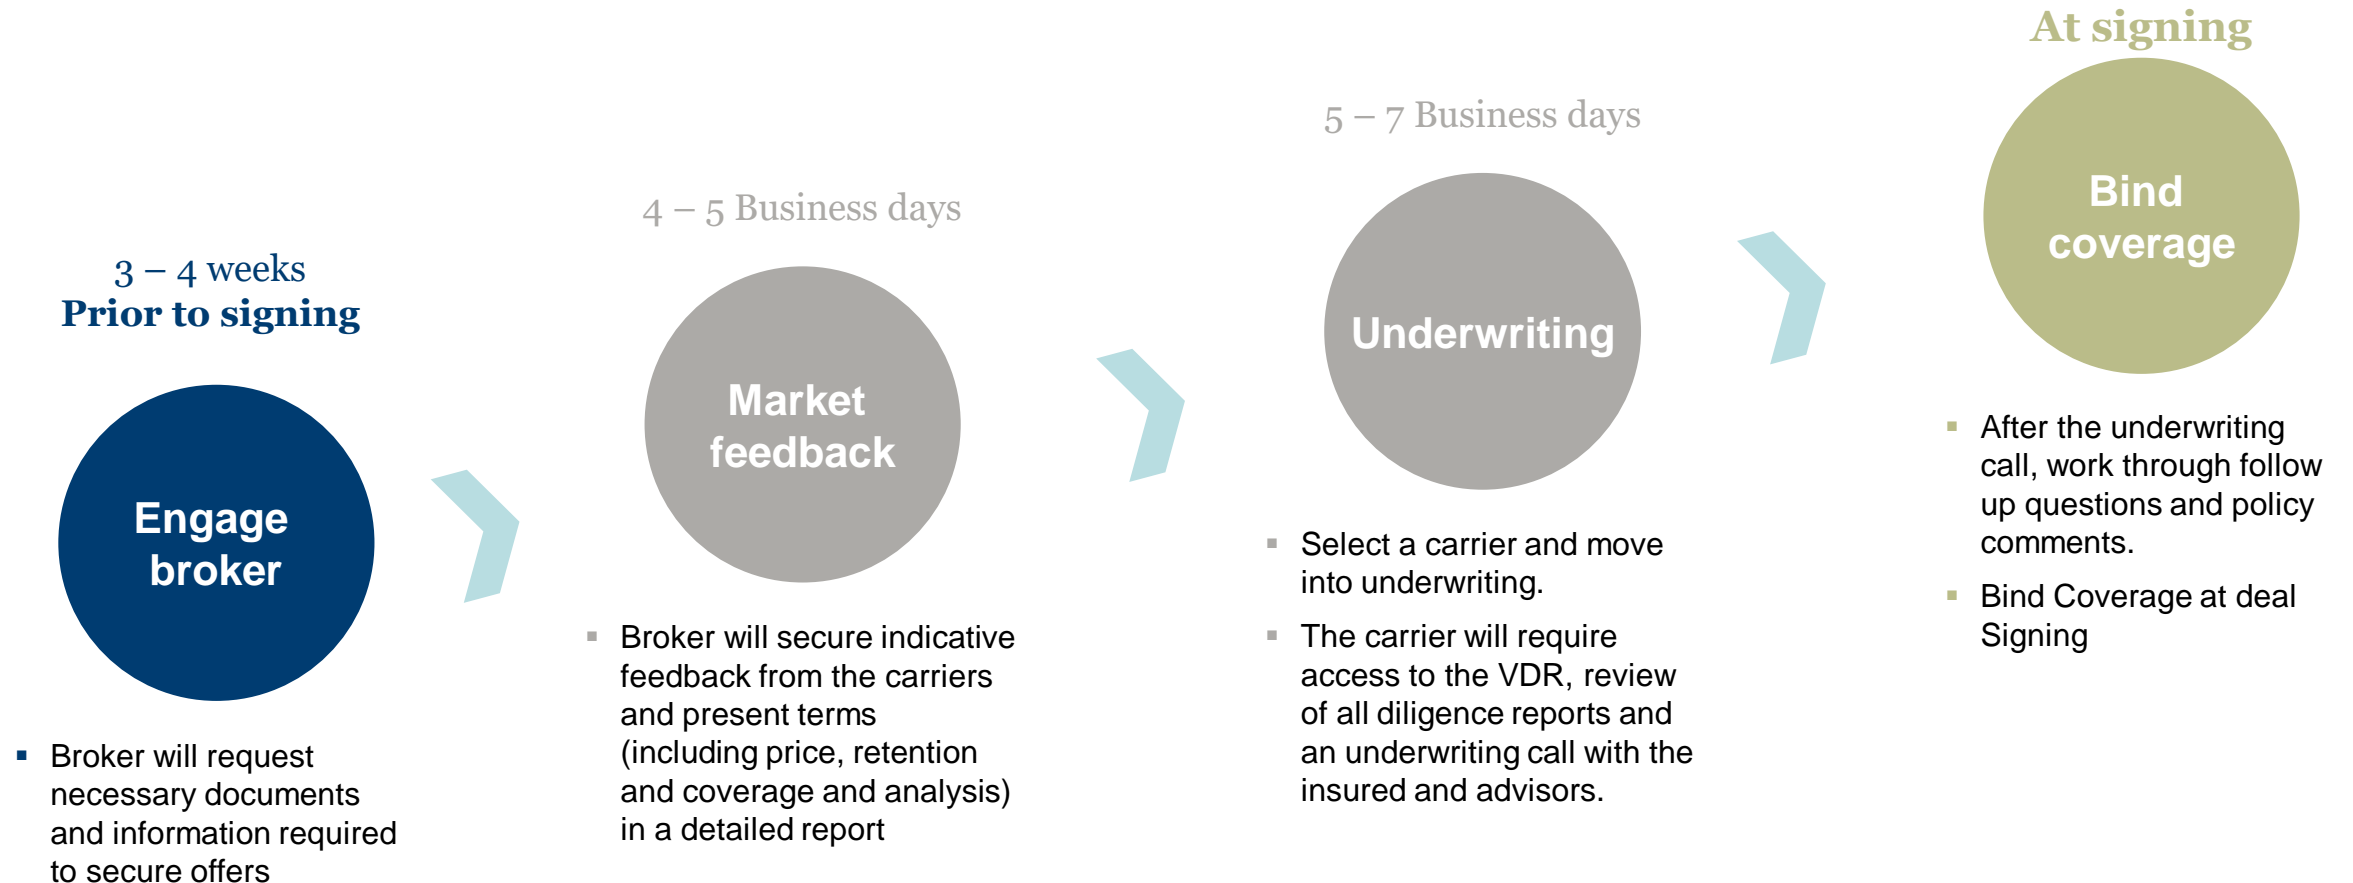 3 – 4 weeks
Prior to signing
Engage
broker
▪ Broker will request
necessary documents
and information required
to secure offers
4 – 5 Business days
Market
feedback
▪ Broker will secure indicative
feedback from the carriers
and present terms
(including price, retention
and coverage and analysis)
in a detailed report
5 – 7 Business days
Underwriting
▪ Select a carrier and move
into underwriting.
▪ The carrier will require
access to the VDR, review
of all diligence reports and
an underwriting call with the
insured and advisors.
At signing
Bind
coverage
▪ After the underwriting
call, work through follow
up questions and policy
comments.
▪ Bind Coverage at deal
Signing